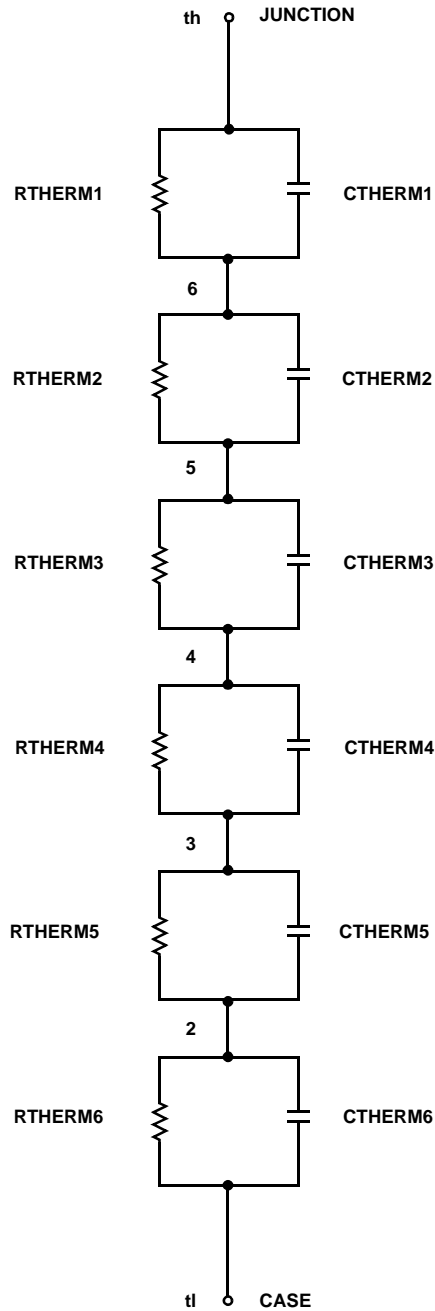 th JUNCTION
RTHERM1 CTHERM1
6
RTHERM2 CTHERM2
5
RTHERM3 CTHERM3
4
RTHERM4 CTHERM4
3
RTHERM5 CTHERM5
2
RTHERM6 CTHERM6
tl CASE